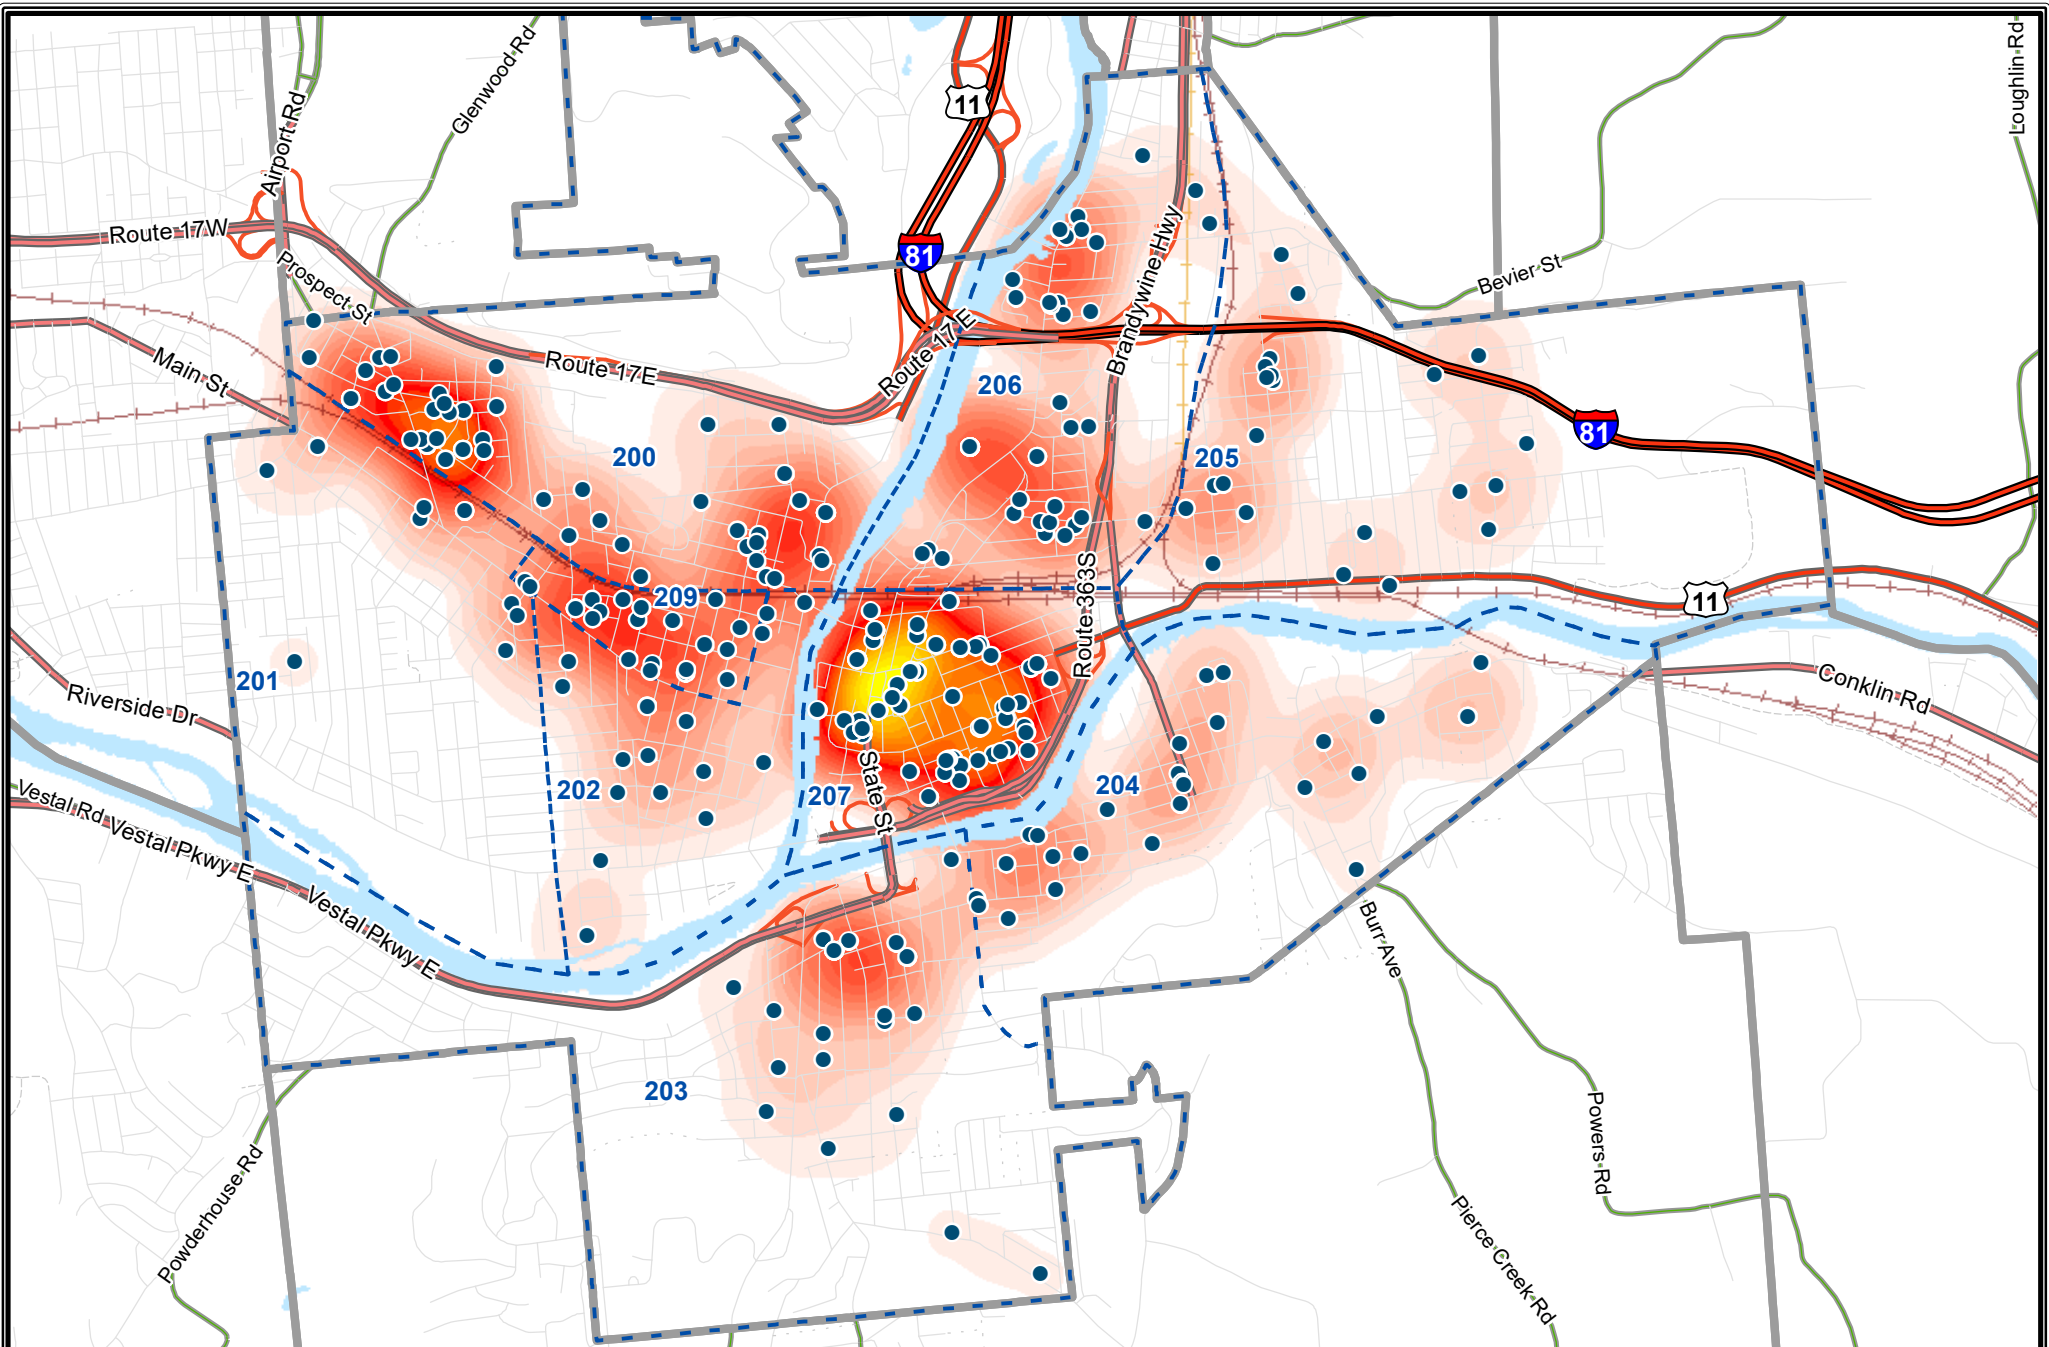 Glenwood Rd
Loughlin Rd
11
Airport Rd
Route 17W
81
Bevier St
Prospect St
Brandywine Hwy
Main St
Route 17E
Route 17 E
206
81
200
205
209
Route 363S
11
201
Riverside Dr
Conklin Rd
State St
202
207
204
Vestal Rd
Vestal Pkwy E
Vestal Pkwy E
Burr Ave
203
Powers Rd
Powderhouse Rd
Pierce Creek Rd